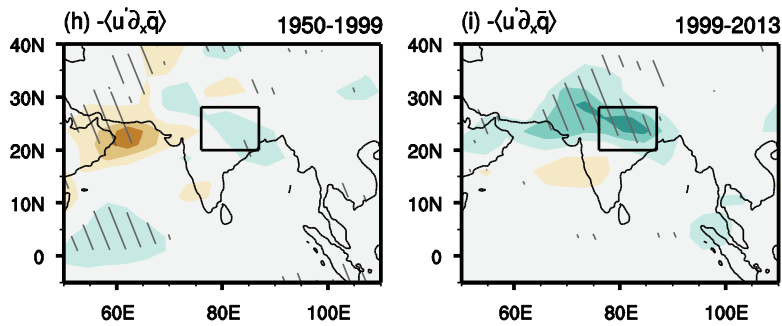 (h) -⟨u'∂ₓq̄⟩ 1950-1999
(i) -⟨u'∂ₓq̄⟩ 1999-2013
40N 40N
30N 30N
20N 20N
10N 10N
0 0
60E 80E 100E 60E 80E 100E